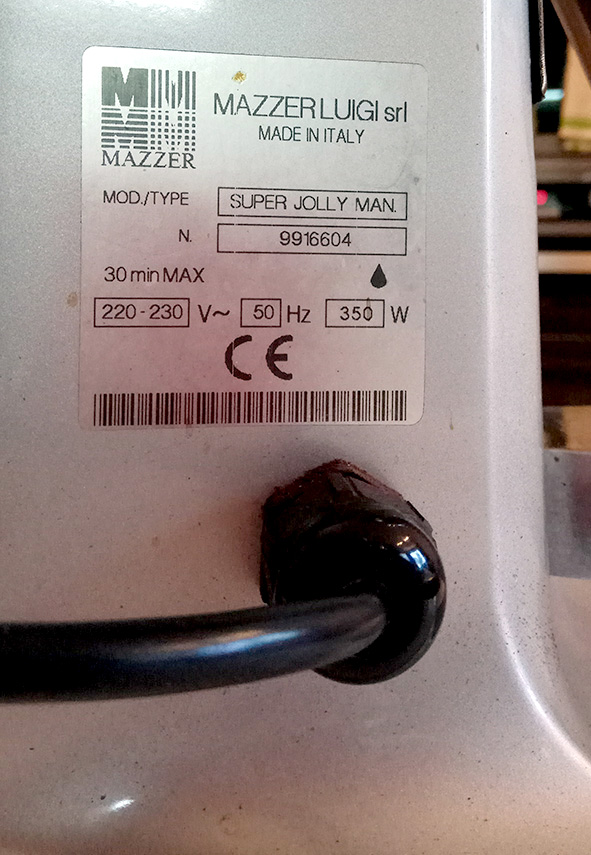 MAZZER
MAZZER LUIGI srl
MADE IN ITALY
MOD./TYPE SUPER JOLLY MAN.
N. 9916604
30 min MAX
220-230 V~ 50 Hz 350 W
CE